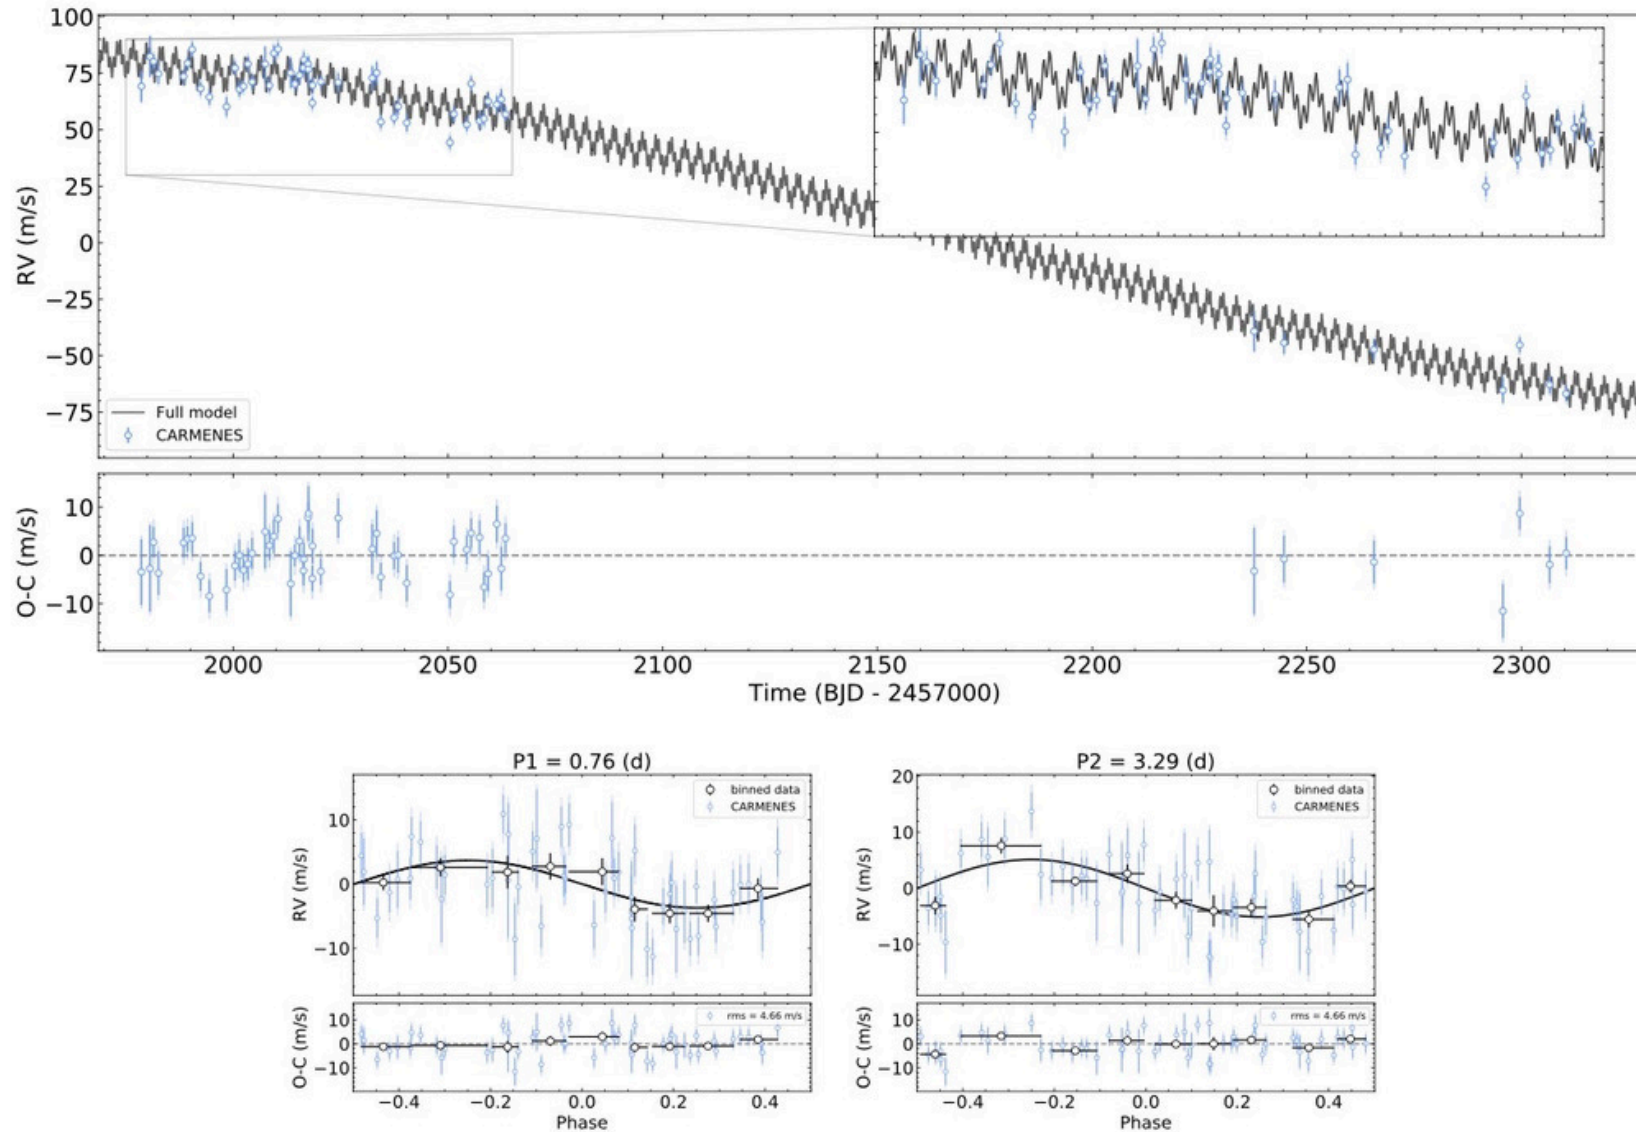 100
75
50
25
0
−25
−50
−75
RV (m/s)
Full model
CARMENES
10
0
−10
O-C (m/s)
2000 2050 2100 2150 2200 2250 2300
Time (BJD - 2457000)
P1 = 0.76 (d)
binned data
CARMENES
10
0
−10
RV (m/s)
rms = 4.66 m/s
10
0
−10
O-C (m/s)
−0.4 −0.2 0.0 0.2 0.4
Phase
P2 = 3.29 (d)
binned data
CARMENES
20
10
0
−10
RV (m/s)
rms = 4.66 m/s
10
0
−10
O-C (m/s)
−0.4 −0.2 0.0 0.2 0.4
Phase